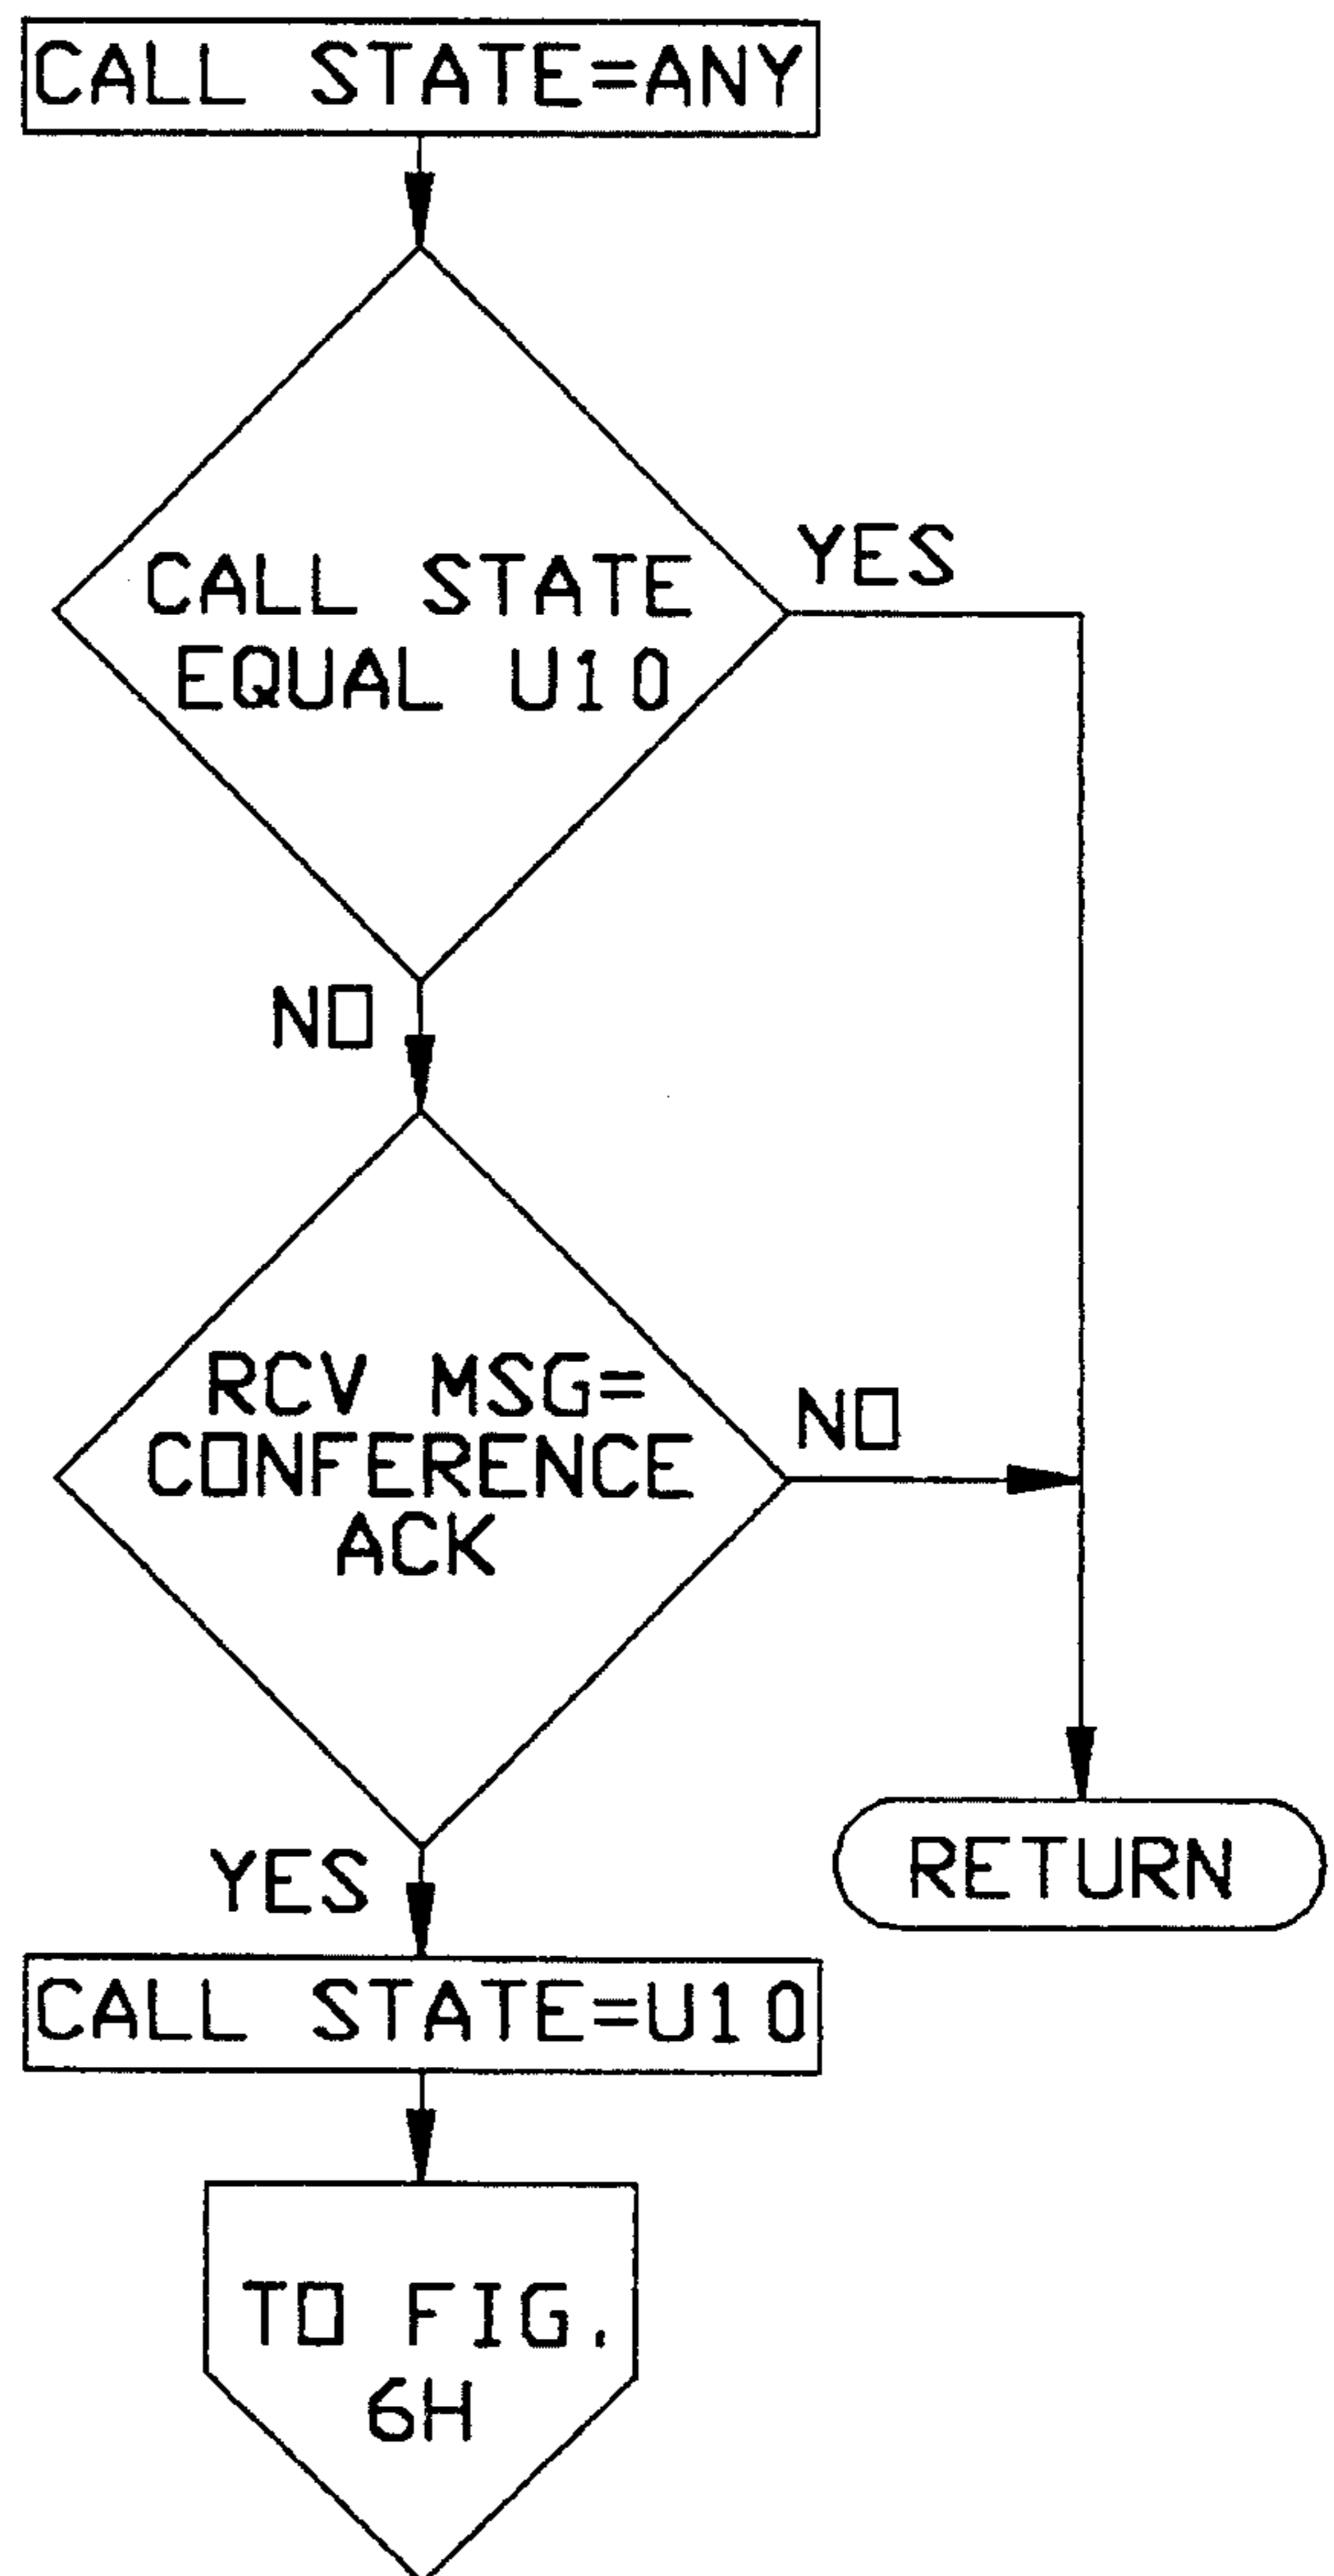 CALL STATE=ANY
CALL STATE
EQUAL U10
YES
NO
RCV MSG=
CONFERENCE
ACK
NO
YES
RETURN
CALL STATE=U10
TO FIG.
6H